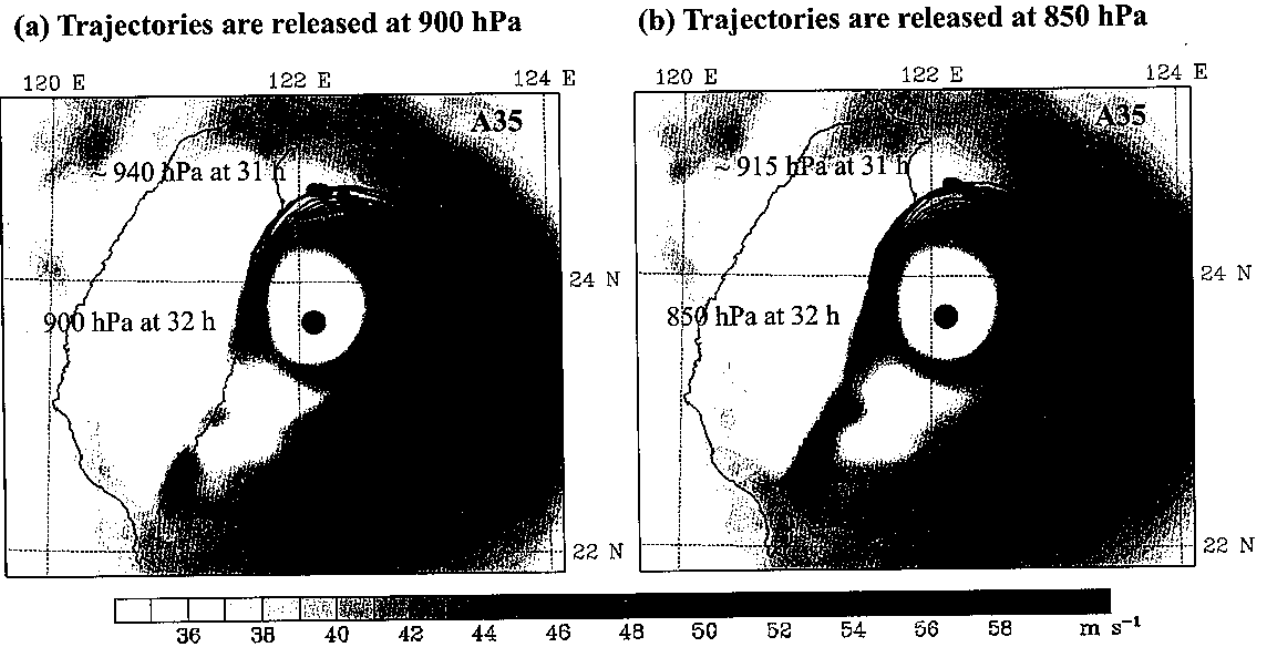 (a) Trajectories are released at 900 hPa
(b) Trajectories are released at 850 hPa
120 E 122 E 124 E
120 E 122 E 124 E
A35
A35
~ 940 hPa at 31 h
~ 915 hPa at 31 h
24 N
24 N
900 hPa at 32 h
850 hPa at 32 h
22 N
22 N
36 38 40 42 44 46 48 50 52 54 56 58 m s⁻¹